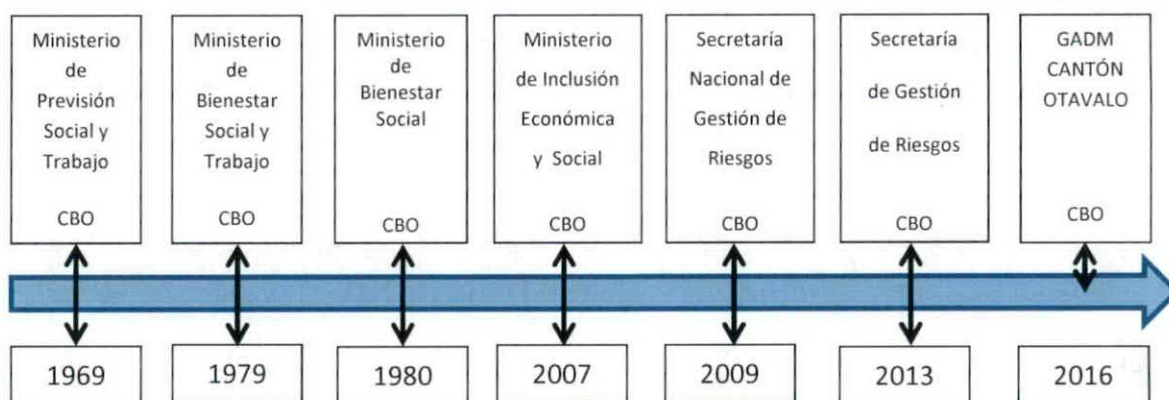 Ministerio
de
Previsión
Social y
Trabajo
CBO
Ministerio
de
Bienestar
Social y
Trabajo
CBO
Ministerio
de
Bienestar
Social
CBO
Ministerio
de Inclusión
Económica
y Social
CBO
Secretaría
Nacional de
Gestión de
Riesgos
CBO
Secretaría
de Gestión
de Riesgos
CBO
GADM
CANTÓN
OTAVALO
CBO
1969
1979
1980
2007
2009
2013
2016